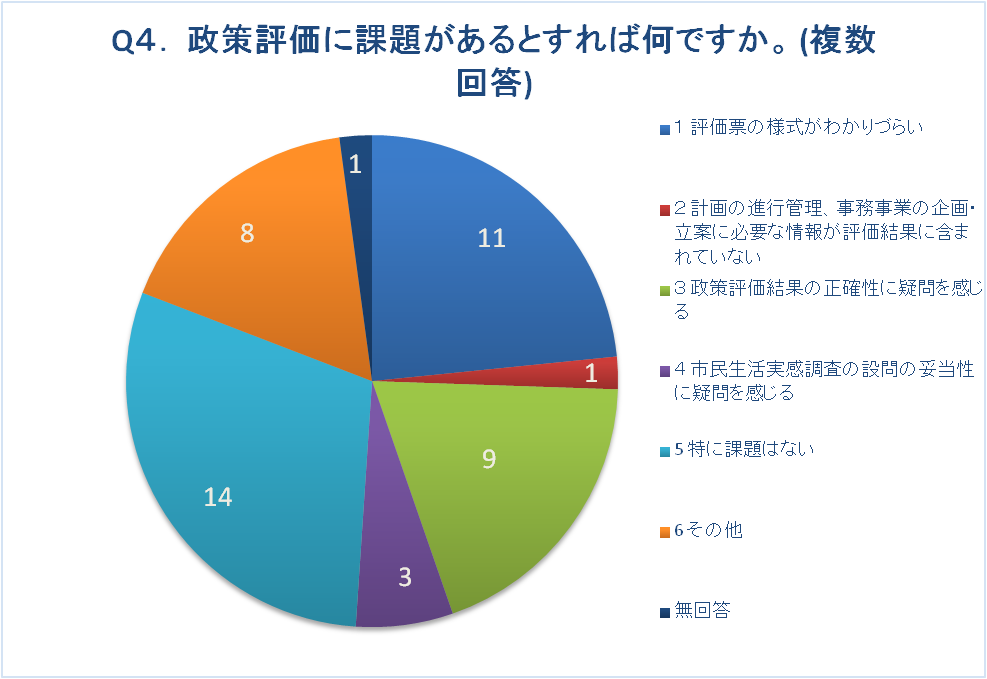 Q4. 政策評価に課題があるとすれば何ですか。(複数
回答)
1 評価票の様式がわかりづらい
2 計画の進行管理、事務事業の企画・
立案に必要な情報が評価結果に含ま
れていない
3 政策評価結果の正確性に疑問を感じ
る
4 市民生活実感調査の設問の妥当性
に疑問を感じる
5 特に課題はない
6 その他
無回答
11
1
9
3
14
8
1